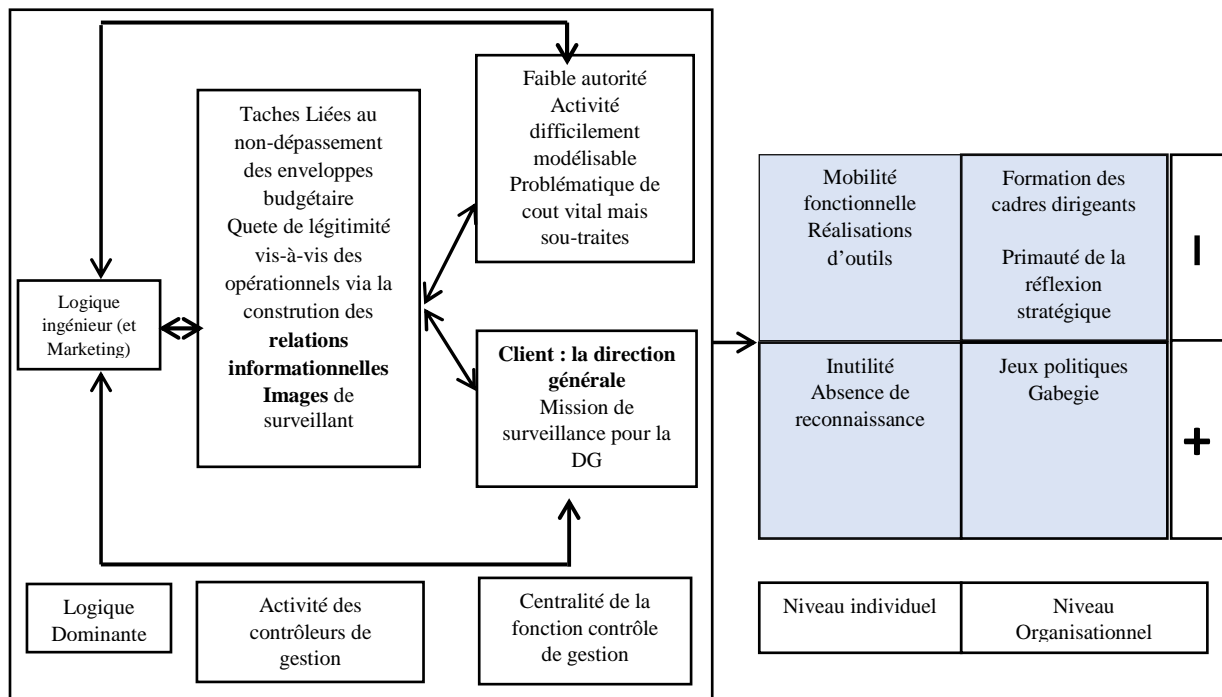 Logique
ingénieur (et
Marketing)
Taches Liées au
non-dépassement
des enveloppes
budgétaire
Quete de légitimité
vis-à-vis des
opérationnels via la
constrution des
relations
informationnelles
Images de
surveillant
Faible autorité
Activité
difficilement
modélisable
Problématique de
cout vital mais
sou-traites
Client : la direction
générale
Mission de
surveillance pour la
DG
Logique
Dominante
Activité des
contrôleurs de
gestion
Centralité de la
fonction contrôle
de gestion
Mobilité
fonctionnelle
Réalisations
d’outils
Formation des
cadres dirigeants
Primauté de la
réflexion
stratégique
I
Inutilité
Absence de
reconnaissance
Jeux politiques
Gabegie
+
Niveau individuel
Niveau
Organisationnel